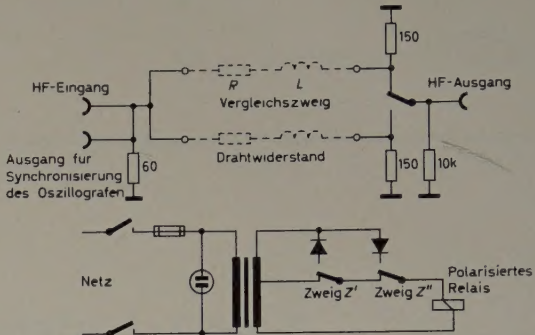 150
HF-Eingang
R
L
HF-Ausgang
Vergleichszweig
Ausgang fur
Synchronisierung
des Oszillografen
60
Drahtwiderstand
150
10k
Netz
Zweig Z'
Zweig Z"
Polarisiertes
Relais